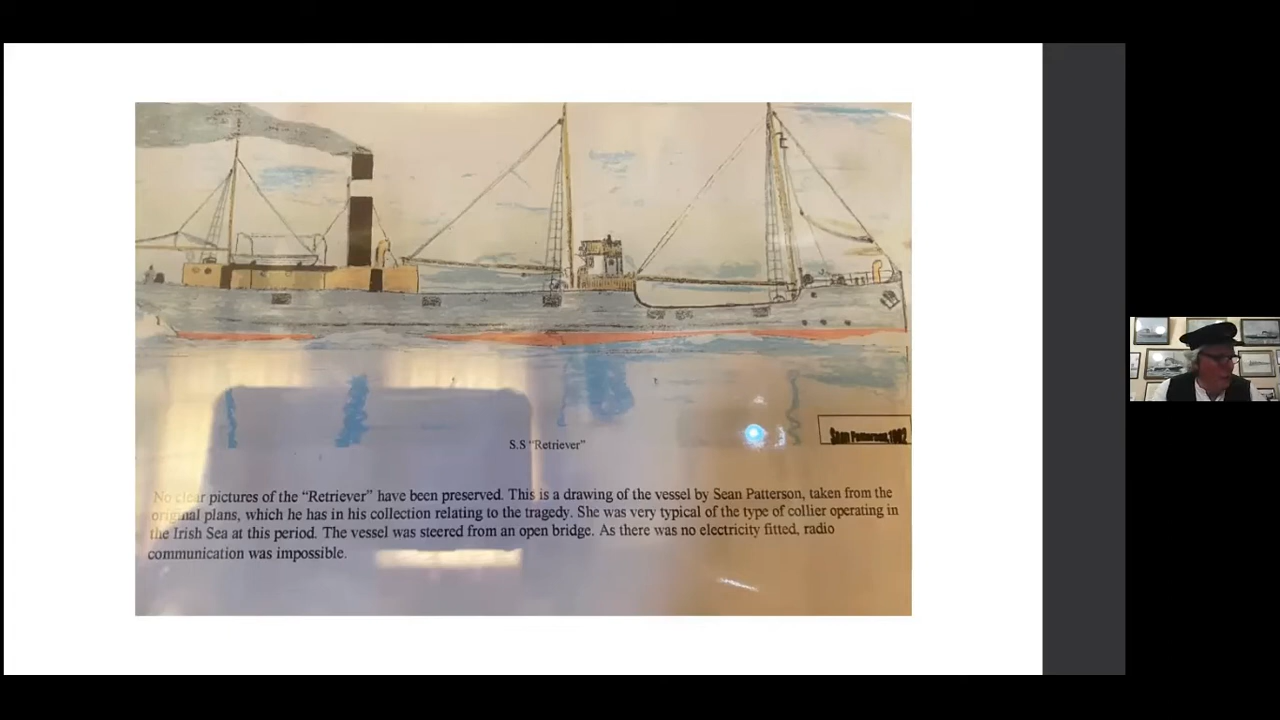 S.S "Retriever"
Sean Patterson,1982
No clear pictures of the “Retriever” have been preserved. This is a drawing of the vessel by Sean Patterson, taken from the
original plans, which he has in his collection relating to the tragedy. She was very typical of the type of collier operating in
the Irish Sea at this period. The vessel was steered from an open bridge. As there was no electricity fitted, radio
communication was impossible.